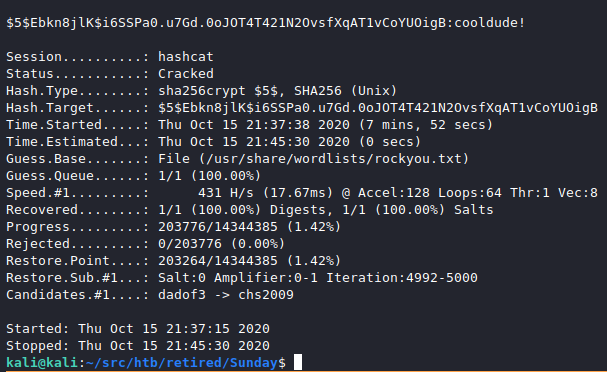 $5$Ebkn8jlK$i6SSPa0.u7Gd.0oJOT4T421N2OvsfXqAT1vCoYUOigB:cooldude!
Session..........: hashcat
Status...........: Cracked
Hash.Type........: sha256crypt $5$, SHA256 (Unix)
Hash.Target......: $5$Ebkn8jlK$i6SSPa0.u7Gd.0oJOT4T421N2OvsfXqAT1vCoYUOigB
Time.Started.....: Thu Oct 15 21:37:38 2020 (7 mins, 52 secs)
Time.Estimated...: Thu Oct 15 21:45:30 2020 (0 secs)
Guess.Base.......: File (/usr/share/wordlists/rockyou.txt)
Guess.Queue......: 1/1 (100.00%)
Speed.#1.........:      431 H/s (17.67ms) @ Accel:128 Loops:64 Thr:1 Vec:8
Recovered........: 1/1 (100.00%) Digests, 1/1 (100.00%) Salts
Progress.........: 203776/14344385 (1.42%)
Rejected.........: 0/203776 (0.00%)
Restore.Point....: 203264/14344385 (1.42%)
Restore.Sub.#1...: Salt:0 Amplifier:0-1 Iteration:4992-5000
Candidates.#1....: dadof3 -> chs2009
Started: Thu Oct 15 21:37:15 2020
Stopped: Thu Oct 15 21:45:30 2020
kali@kali:~/src/htb/retired/Sunday$